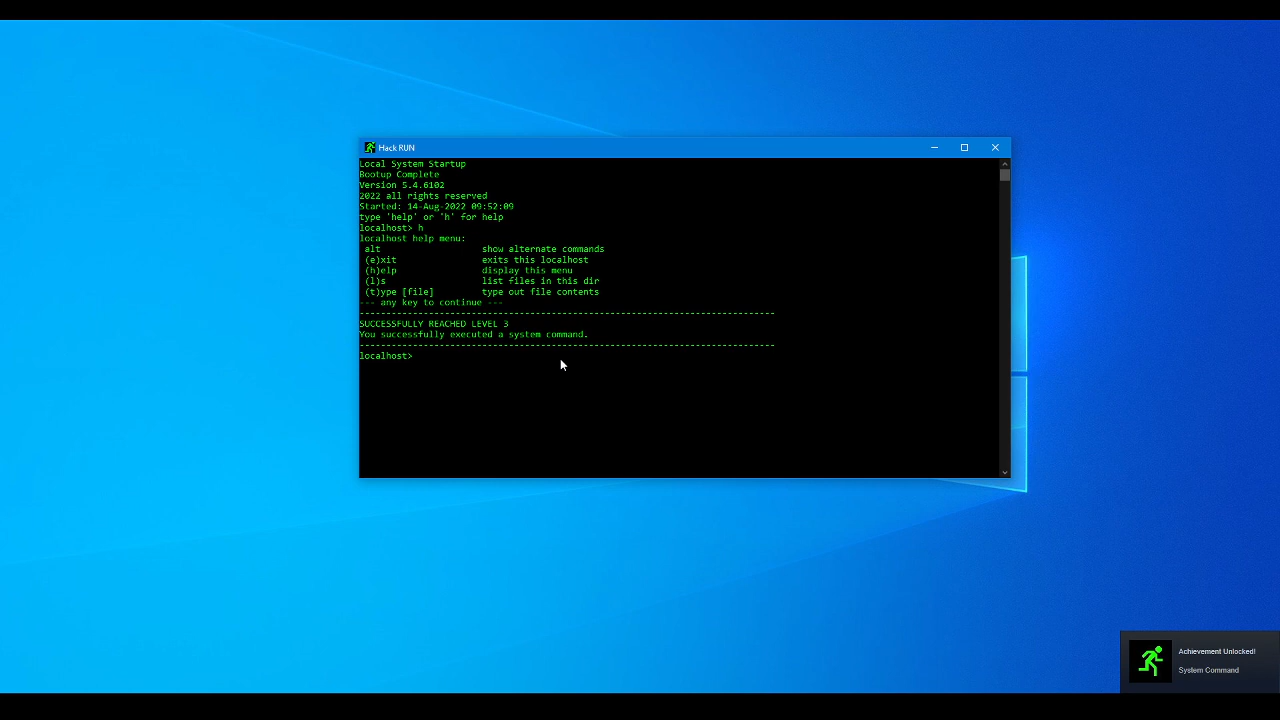 Hack RUN
Local System Startup
Bootup Complete
Version 5.4.6102
2022 all rights reserved
Started: 14-Aug-2022 09:52:09
type 'help' or 'h' for help
localhost> h
localhost help menu:
alt show alternate commands
(e)xit exits this localhost
(h)elp display this menu
(l)s list files in this dir
(t)ype [file] type out file contents
--- any key to continue ---
------------------------------------------------------------------------------
SUCCESSFULLY REACHED LEVEL 3
You successfully executed a system command.
------------------------------------------------------------------------------
localhost>
Achievement Unlocked!
System Command